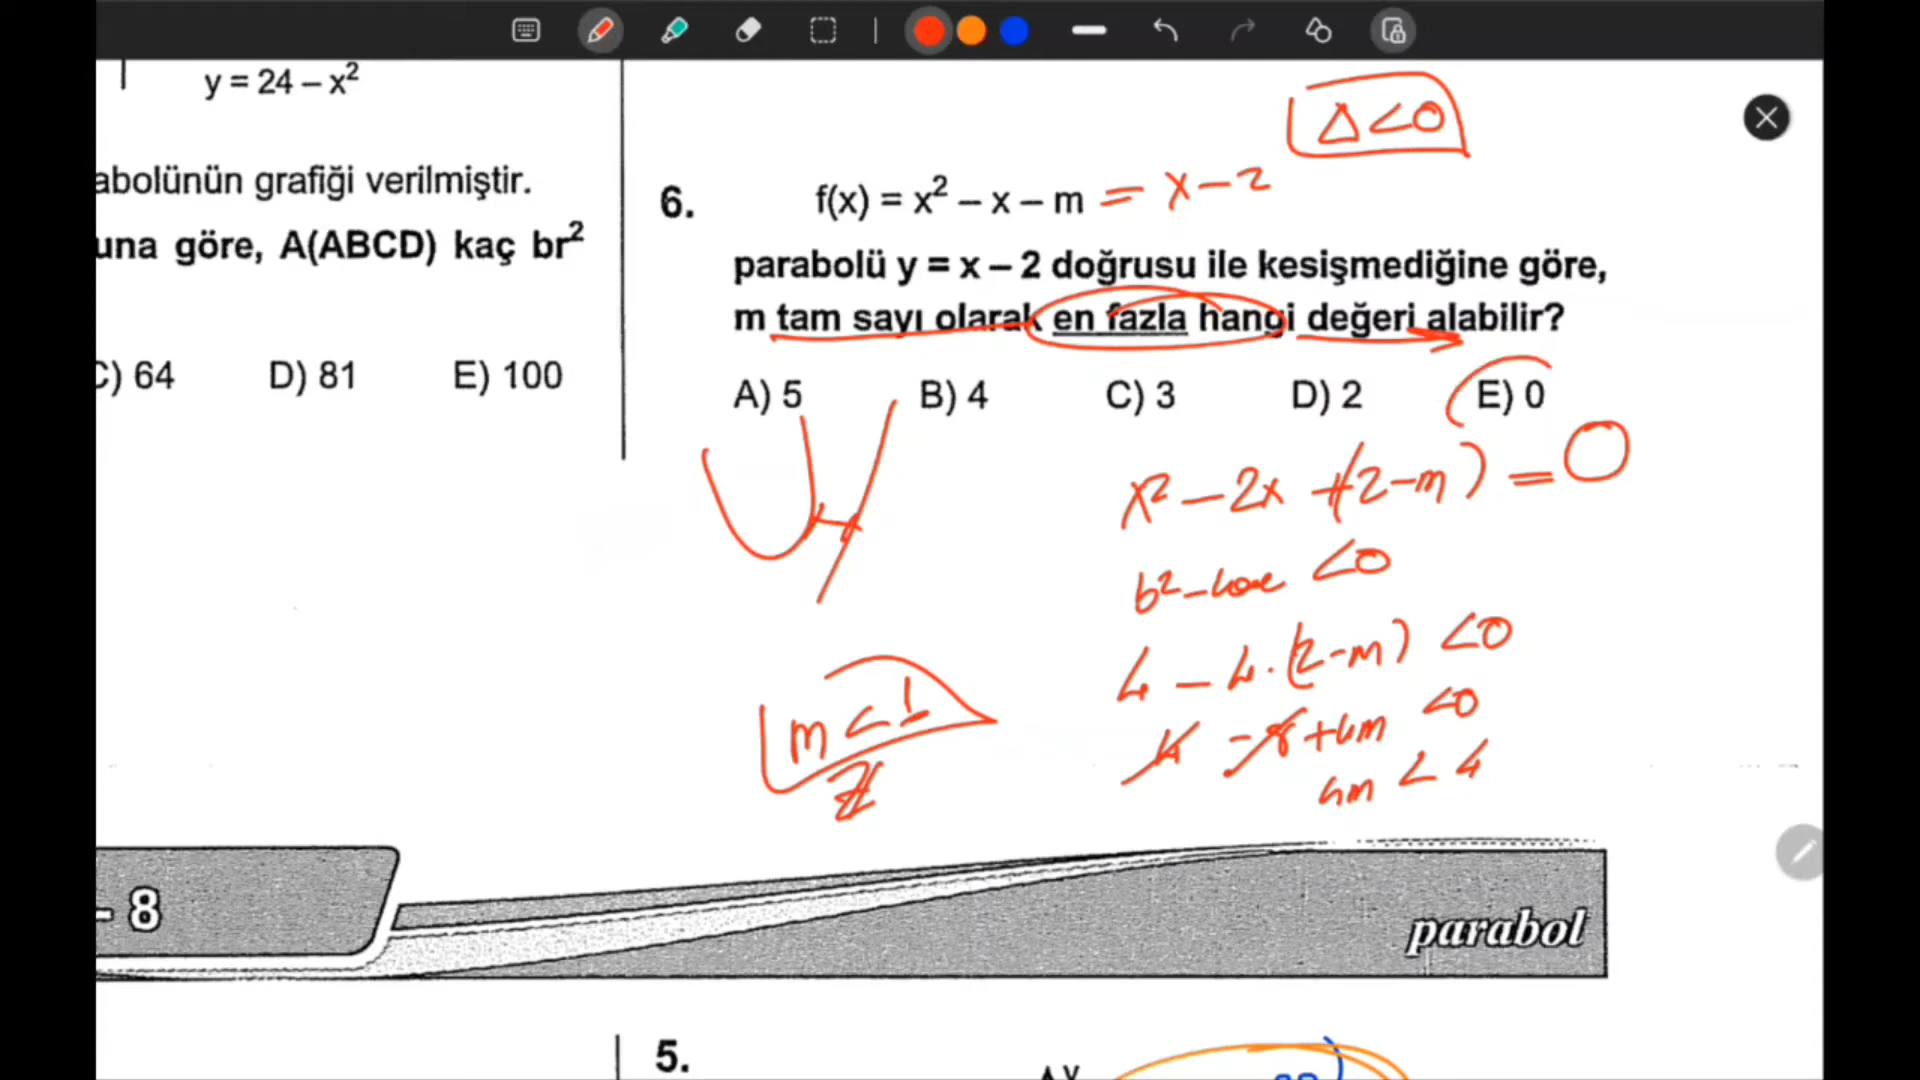 y = 24 – x²
abolünün grafiği verilmiştir.
una göre, A(ABCD) kaç br²
C) 64 D) 81 E) 100
Δ <0
6. f(x) = x² – x – m = x – 2
parabolü y = x – 2 doğrusu ile kesişmediğine göre,
m tam sayı olarak en fazla hangi değeri alabilir?
A) 5 B) 4 C) 3 D) 2 E) 0
x² – 2x + (2 – m) = 0
b² – 4ac <0
4 – 4.(2 – m) <0
4 – 8 + 4m <0
4m < 4
m < 1
Z
- 8
parabol
5.
y